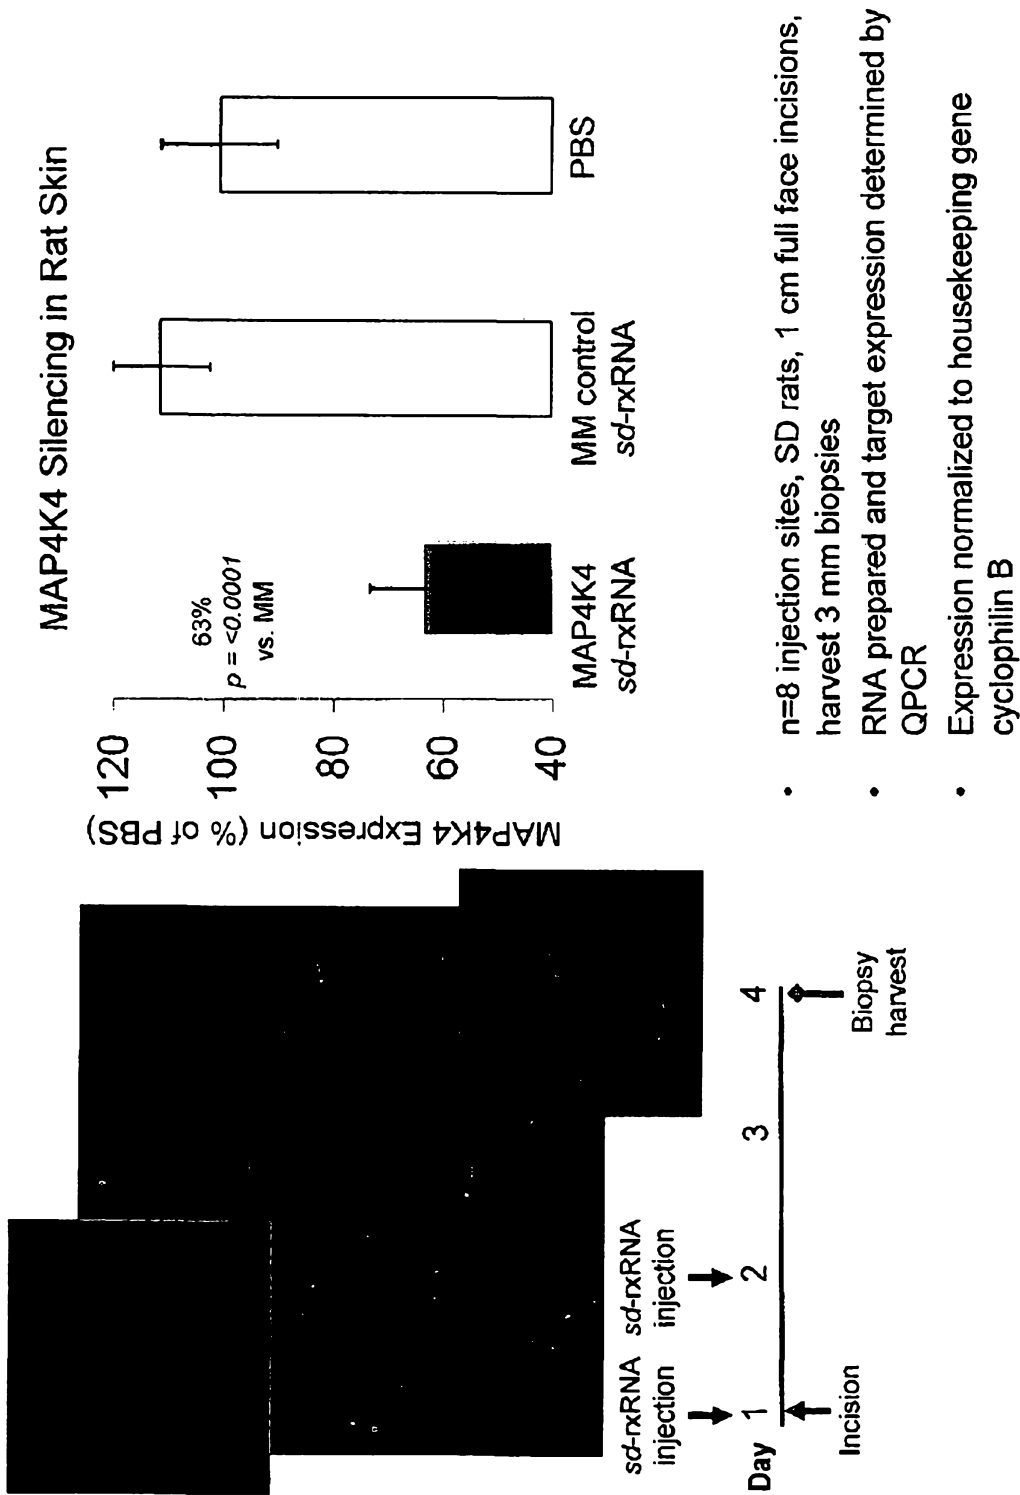 MAP4K4 Silencing in Rat Skin
MAP4K4 Expression (% of PBS)
120
100
80
60
40
63%
p = <0.0001
vs. MM
MAP4K4
sd-rxRNA
MM control
sd-rxRNA
PBS
sd-rxRNA
injection
sd-rxRNA
injection
Day
1
2
3
4
Incision
Biopsy
harvest
• n=8 injection sites, SD rats, 1 cm full face incisions,
harvest 3 mm biopsies
• RNA prepared and target expression determined by
QPCR
• Expression normalized to housekeeping gene
cyclophilin B